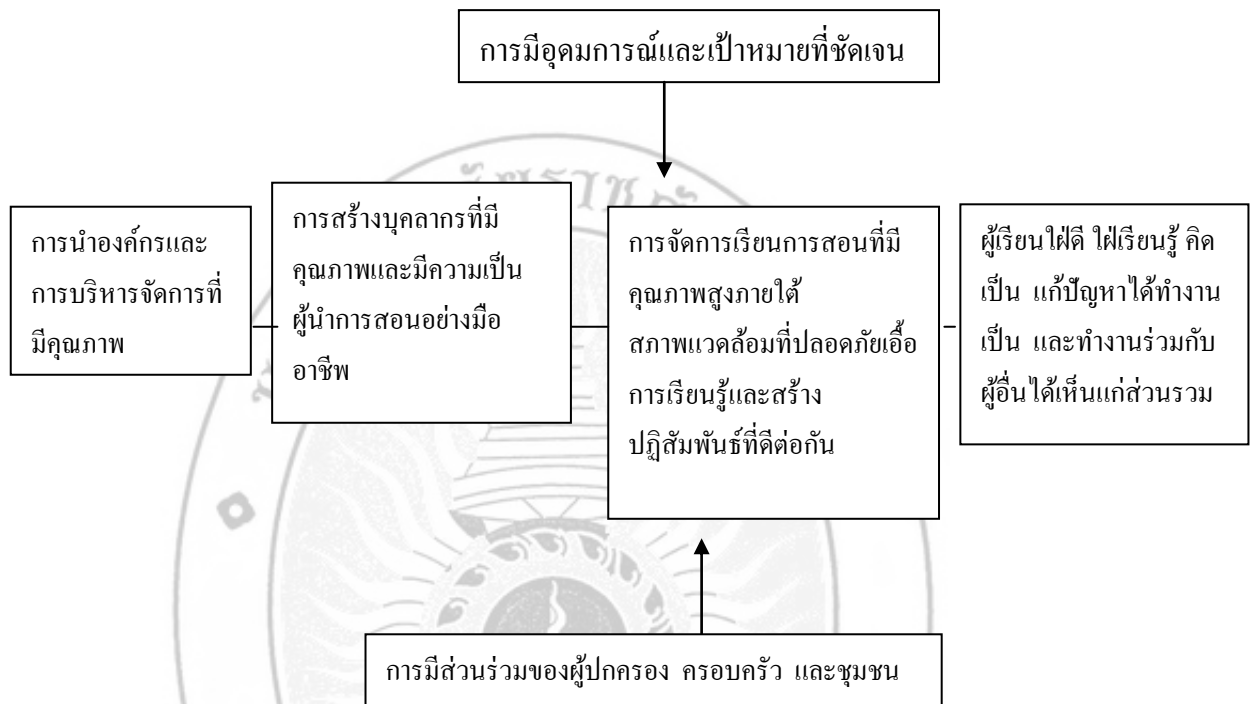 การมีอุดมการณ์และเป้าหมายที่ชัดเจน
การนำองค์กรและ
การบริหารจัดการที่
มีคุณภาพ
การสร้างบุคลากรที่มี
คุณภาพและมีความเป็น
ผู้นำการสอนอย่างมือ
อาชีพ
การจัดการเรียนการสอนที่มี
คุณภาพสูงภายใต้
สภาพแวดล้อมที่ปลอดภัยเอื้อ
การเรียนรู้และสร้าง
ปฏิสัมพันธ์ที่ดีต่อกัน
ผู้เรียนใฝ่ดี ใฝ่เรียนรู้ คิด
เป็น แก้ปัญหาได้ทำงาน
เป็น และทำงานร่วมกับ
ผู้อื่นได้เห็นแก่ส่วนรวม
การมีส่วนร่วมของผู้ปกครอง ครอบครัว และชุมชน